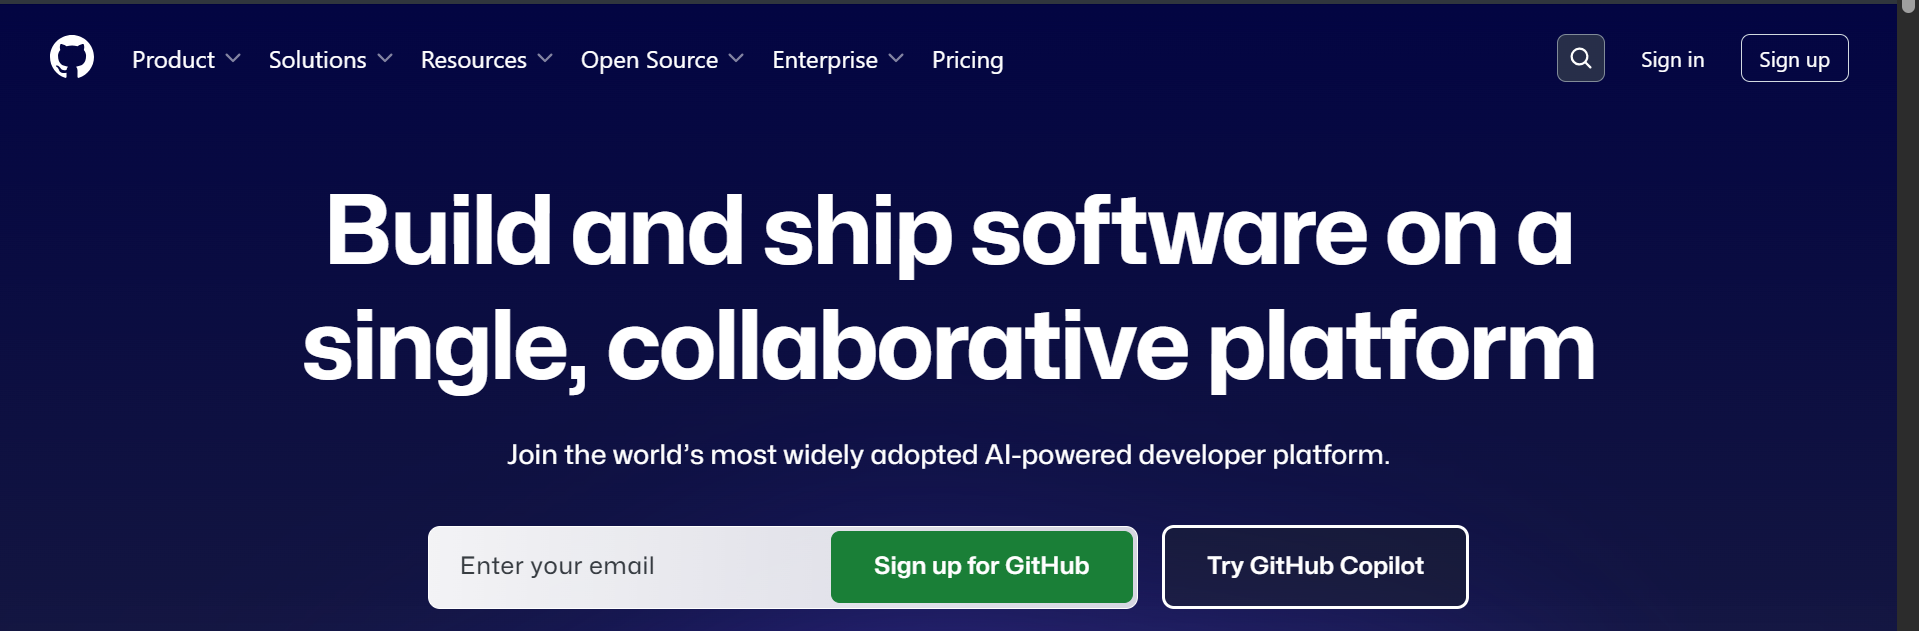 Product Solutions Resources Open Source Enterprise Pricing Sign in Sign up
Build and ship software on a
single, collaborative platform
Join the world’s most widely adopted AI-powered developer platform.
Enter your email Sign up for GitHub Try GitHub Copilot